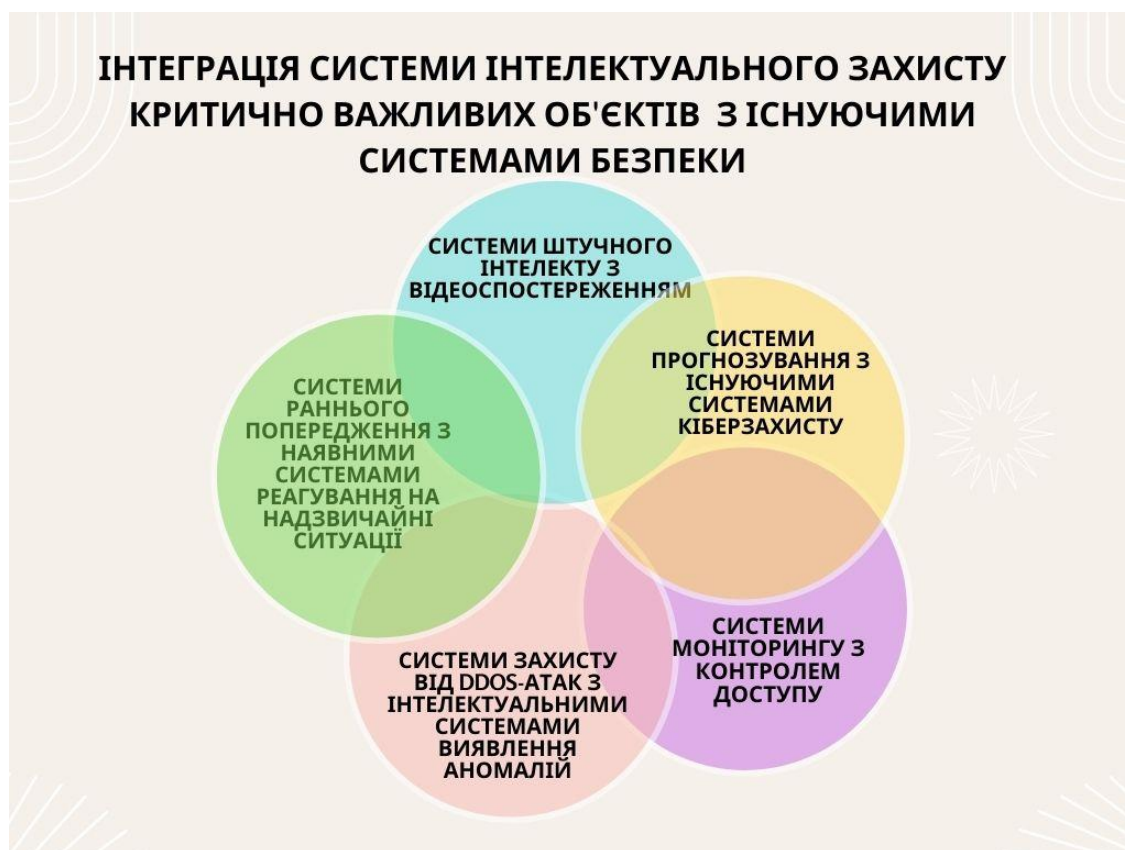 ІНТЕГРАЦІЯ СИСТЕМИ ІНТЕЛЕКТУАЛЬНОГО ЗАХИСТУ
КРИТИЧНО ВАЖЛИВИХ ОБ'ЄКТІВ З ІСНУЮЧИМИ
СИСТЕМАМИ БЕЗПЕКИ
СИСТЕМИ ШТУЧНОГО
ІНТЕЛЕКТУ З
ВІДЕОСПОСТЕРЕЖЕННЯМ
СИСТЕМИ
ПРОГНОЗУВАННЯ З
ІСНУЮЧИМИ
СИСТЕМАМИ
КІБЕРЗАХИСТУ
СИСТЕМИ
РАННЬОГО
ПОПЕРЕДЖЕННЯ З
НАЯВНИМИ
СИСТЕМАМИ
РЕАГУВАННЯ НА
НАДЗВИЧАЙНІ
СИТУАЦІЇ
СИСТЕМИ
МОНІТОРИНГУ З
КОНТРОЛЕМ
ДОСТУПУ
СИСТЕМИ ЗАХИСТУ
ВІД DDOS-АТАК З
ІНТЕЛЕКТУАЛЬНИМИ
СИСТЕМАМИ
ВИЯВЛЕННЯ
АНОМАЛІЙ